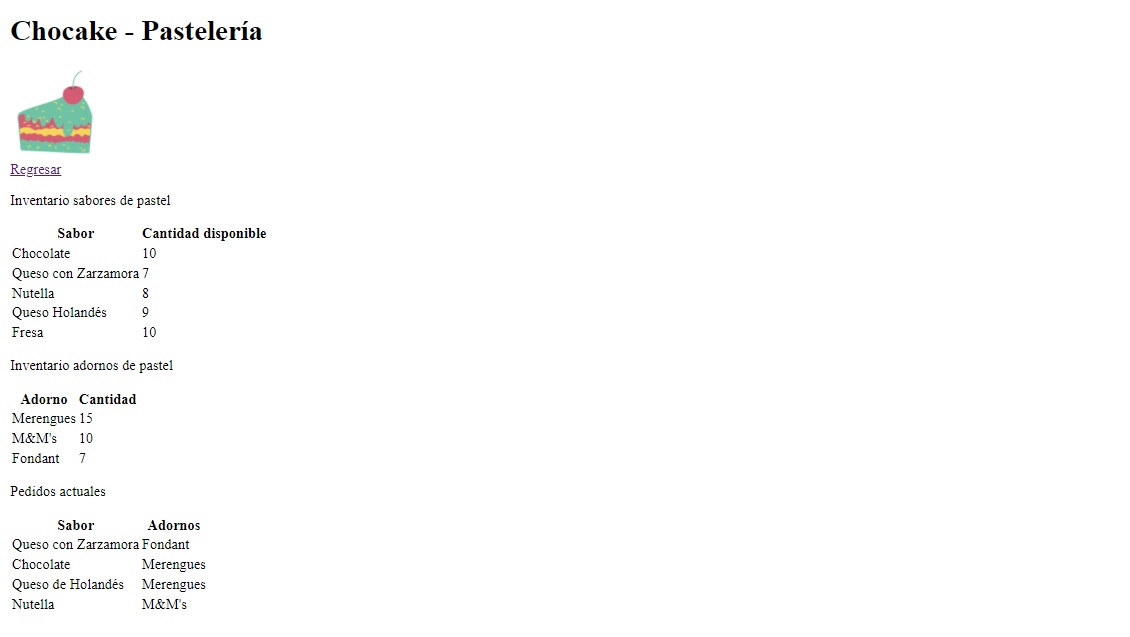 Chocake - Pastelería
Regresar
Inventario sabores de pastel
Sabor Cantidad disponible
Chocolate 10
Queso con Zarzamora 7
Nutella 8
Queso Holandés 9
Fresa 10
Inventario adornos de pastel
Adorno Cantidad
Merengues 15
M&M's 10
Fondant 7
Pedidos actuales
Sabor Adornos
Queso con Zarzamora Fondant
Chocolate Merengues
Queso de Holandés Merengues
Nutella M&M's